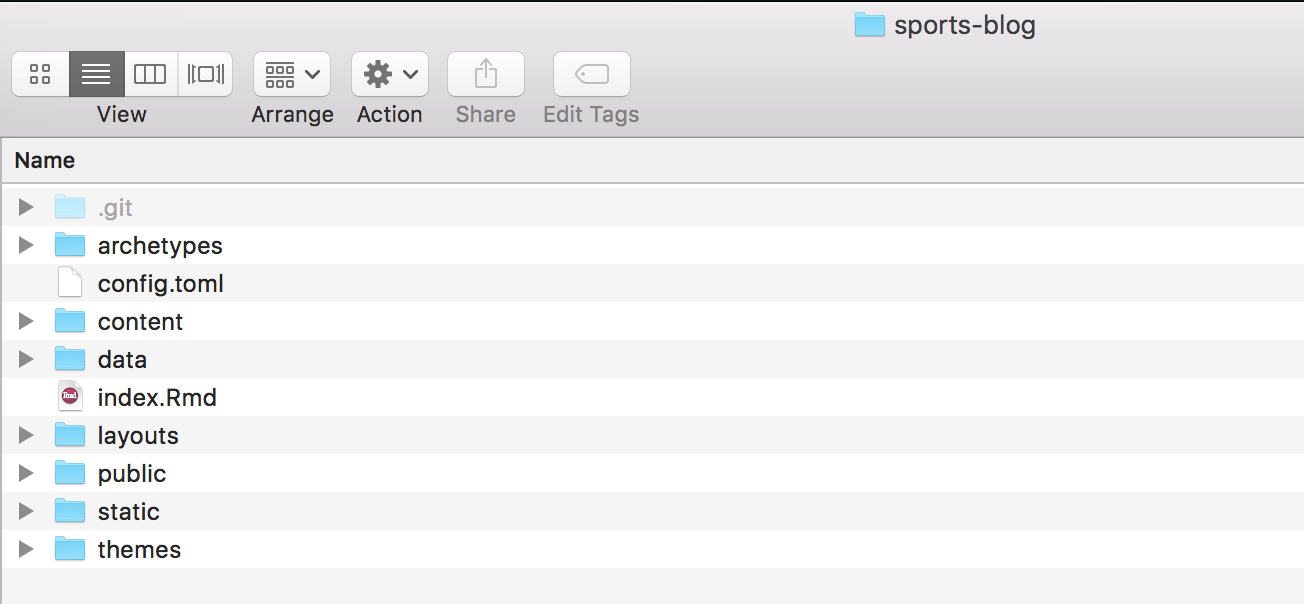 sports-blog
View
Arrange
Action
Share
Edit Tags
Name
.git
archetypes
config.toml
content
data
Rmd
index.Rmd
layouts
public
static
themes